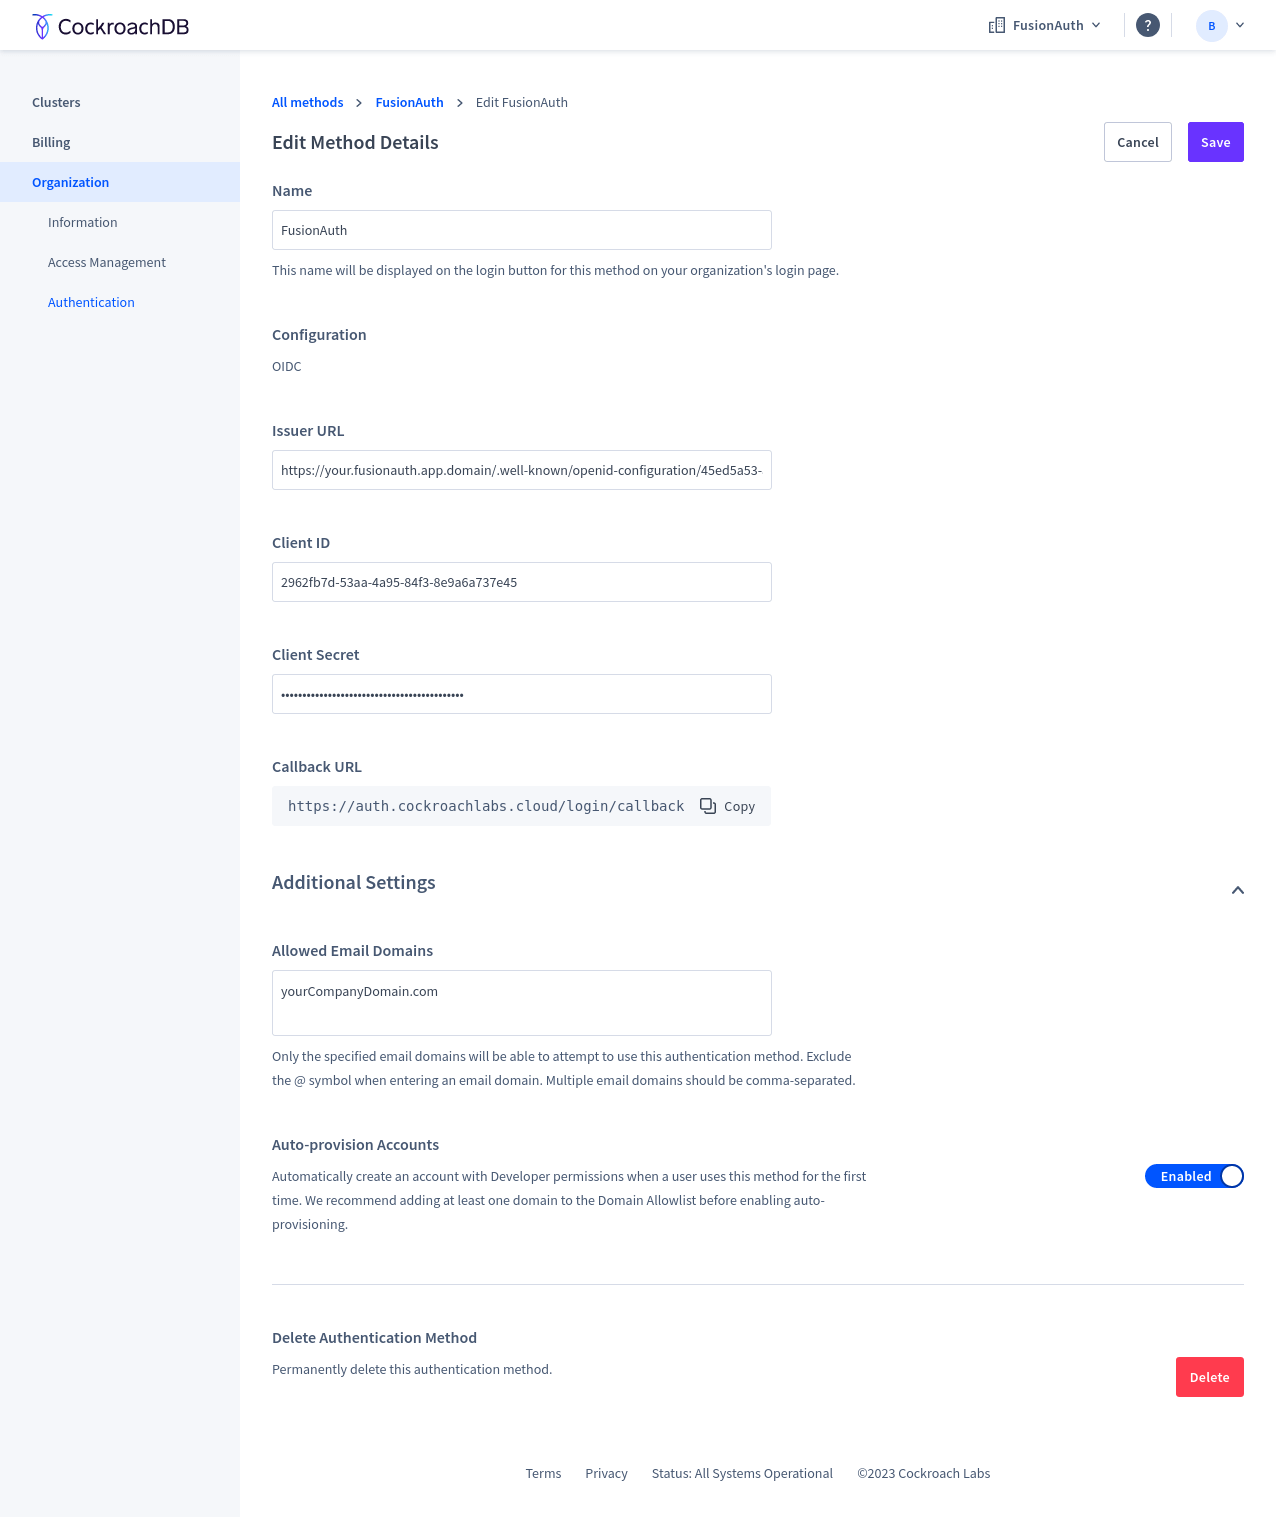 CockroachDB
FusionAuth
?
B
Clusters
Billing
Organization
Information
Access Management
Authentication
All methods > FusionAuth > Edit FusionAuth
Edit Method Details
Cancel
Save
Name
FusionAuth
This name will be displayed on the login button for this method on your organization's login page.
Configuration
OIDC
Issuer URL
https://your.fusionauth.app.domain/.well-known/openid-configuration/45ed5a53-
Client ID
2962fb7d-53aa-4a95-84f3-8e9a6a737e45
Client Secret
•••••••••••••••••••••••••••••••••••••••••••
Callback URL
https://auth.cockroachlabs.cloud/login/callback
Copy
Additional Settings
Allowed Email Domains
yourCompanyDomain.com
Only the specified email domains will be able to attempt to use this authentication method. Exclude
the @ symbol when entering an email domain. Multiple email domains should be comma-separated.
Auto-provision Accounts
Automatically create an account with Developer permissions when a user uses this method for the first
time. We recommend adding at least one domain to the Domain Allowlist before enabling auto-
provisioning.
Enabled
Delete Authentication Method
Permanently delete this authentication method.
Delete
Terms
Privacy
Status: All Systems Operational
©2023 Cockroach Labs